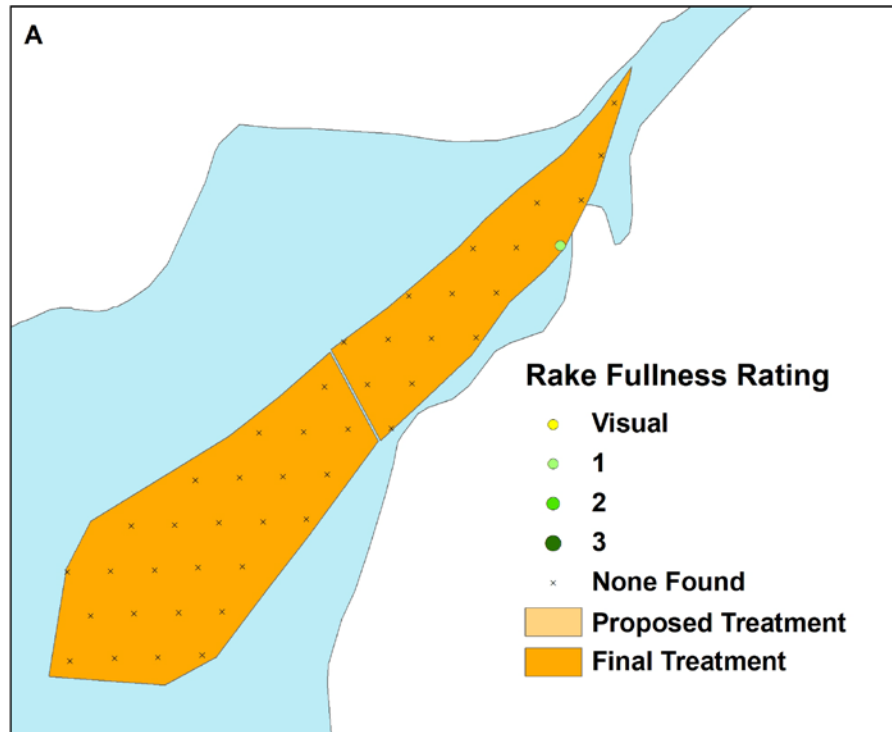 A
Rake Fullness Rating
Visual
1
2
3
None Found
Proposed Treatment
Final Treatment